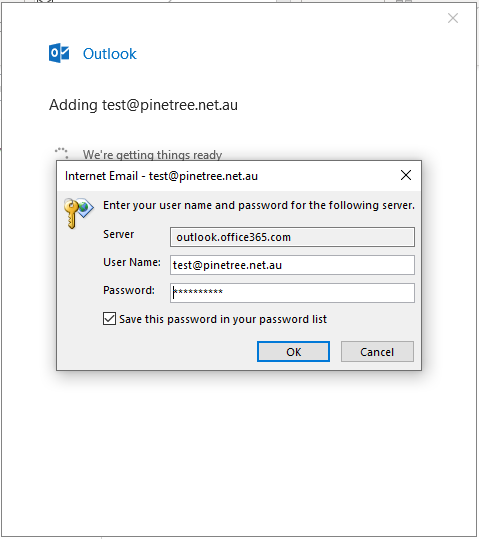 Outlook
Adding test@pinetree.net.au
We're getting things ready
Internet Email - test@pinetree.net.au
Enter your user name and password for the following server.
Server outlook.office365.com
User Name: test@pinetree.net.au
Password: **********
Save this password in your password list
OK Cancel